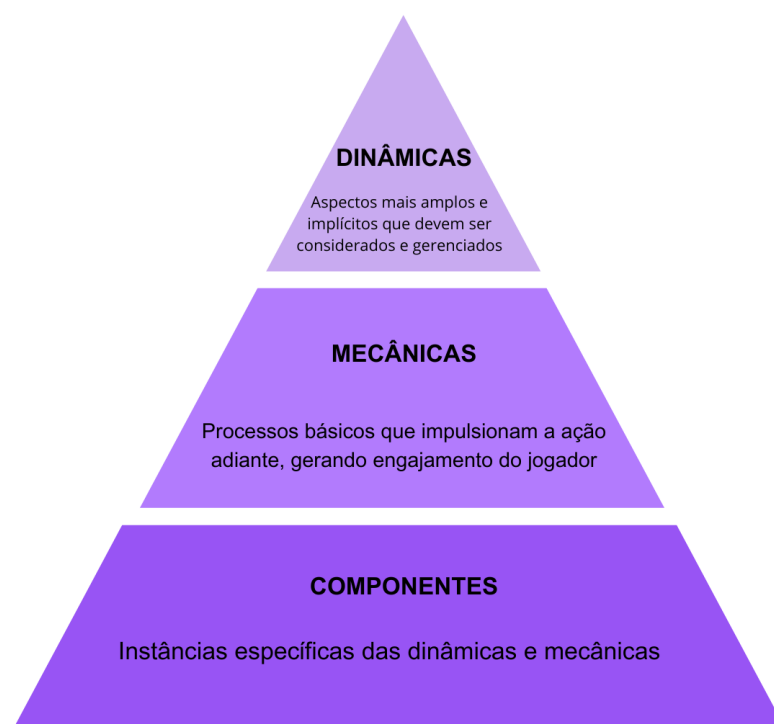 DINÂMICAS
Aspectos mais amplos e
implícitos que devem ser
considerados e gerenciados
MECÂNICAS
Processos básicos que impulsionam a ação
adiante, gerando engajamento do jogador
COMPONENTES
Instâncias específicas das dinâmicas e mecânicas